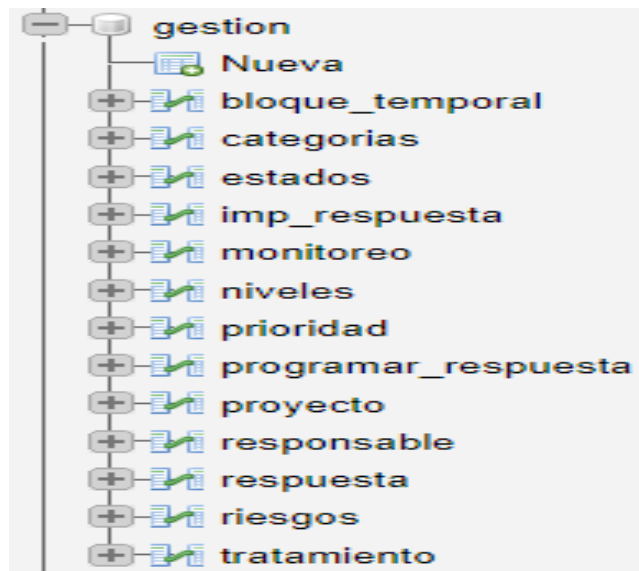 gestion
Nueva
bloque_temporal
categorias
estados
imp_respuesta
monitoreo
niveles
prioridad
programar_respuesta
proyecto
responsable
respuesta
riesgos
tratamiento